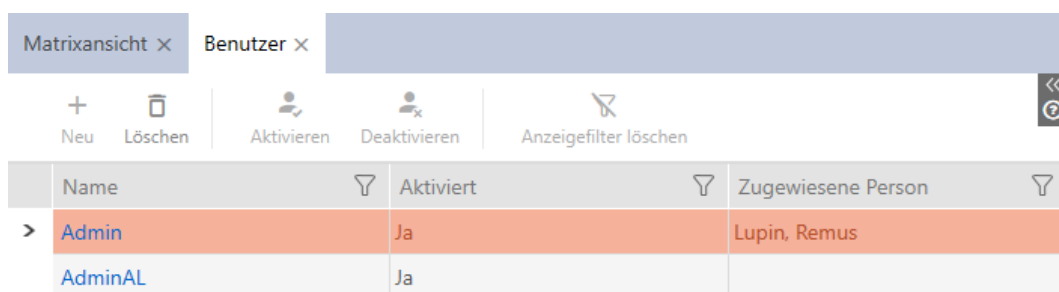 Matrixansicht × Benutzer ×
Neu Löschen Aktivieren Deaktivieren Anzeigefilter löschen
Name Aktiviert Zugewiesene Person
Admin Ja Lupin, Remus
AdminAL Ja